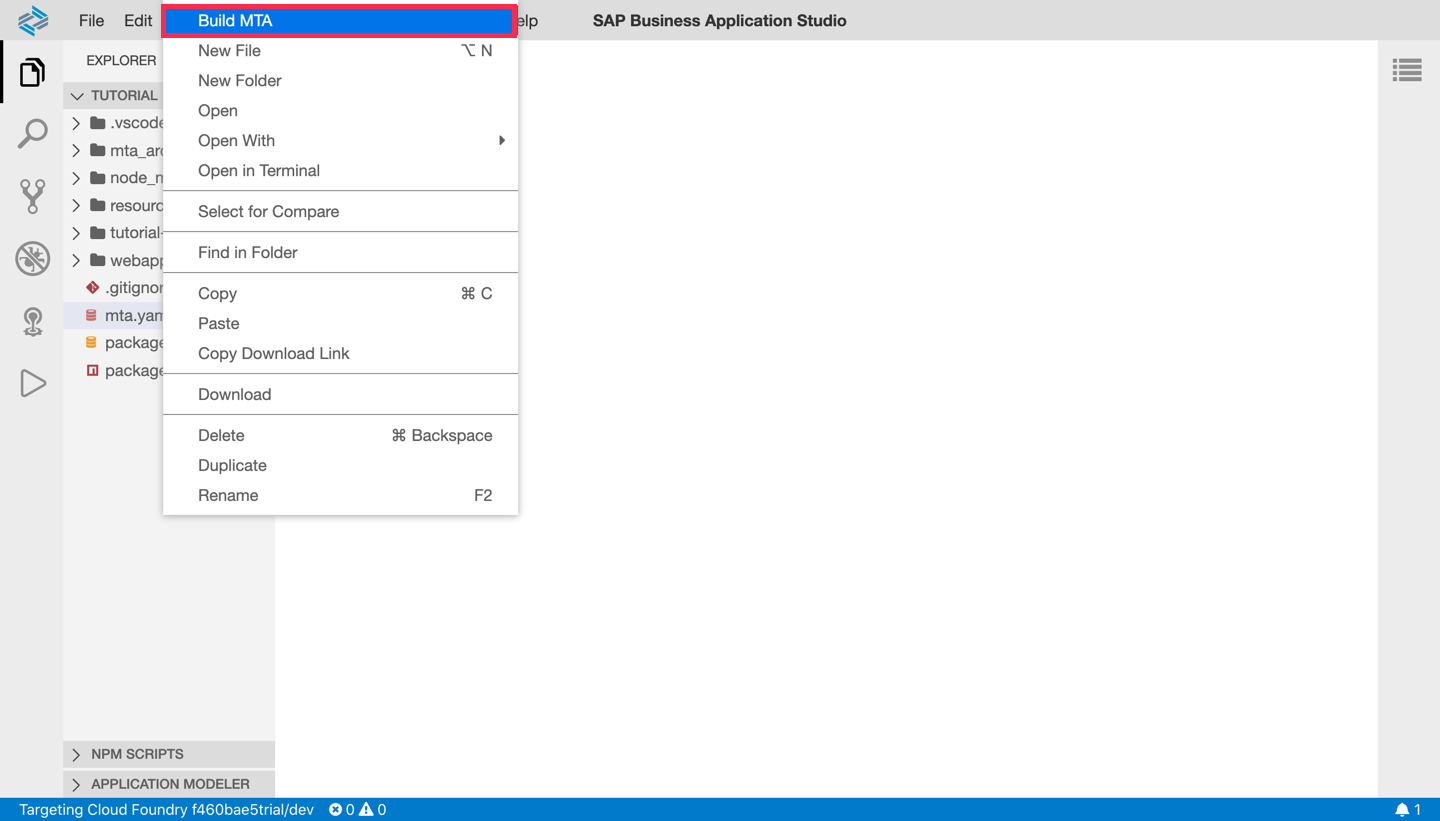 File Edit elp SAP Business Application Studio
Build MTA
New File ⌥ N
New Folder
Open
Open With
Open in Terminal
Select for Compare
Find in Folder
Copy ⌘ C
Paste
Copy Download Link
Download
Delete ⌘ Backspace
Duplicate
Rename F2
EXPLORER
TUTORIAL
.vscode
mta_arc
node_m
resourc
tutorial-
webapp
.gitignor
mta.yam
package
package
NPM SCRIPTS
APPLICATION MODELER
Targeting Cloud Foundry f460bae5trial/dev 0 0 1